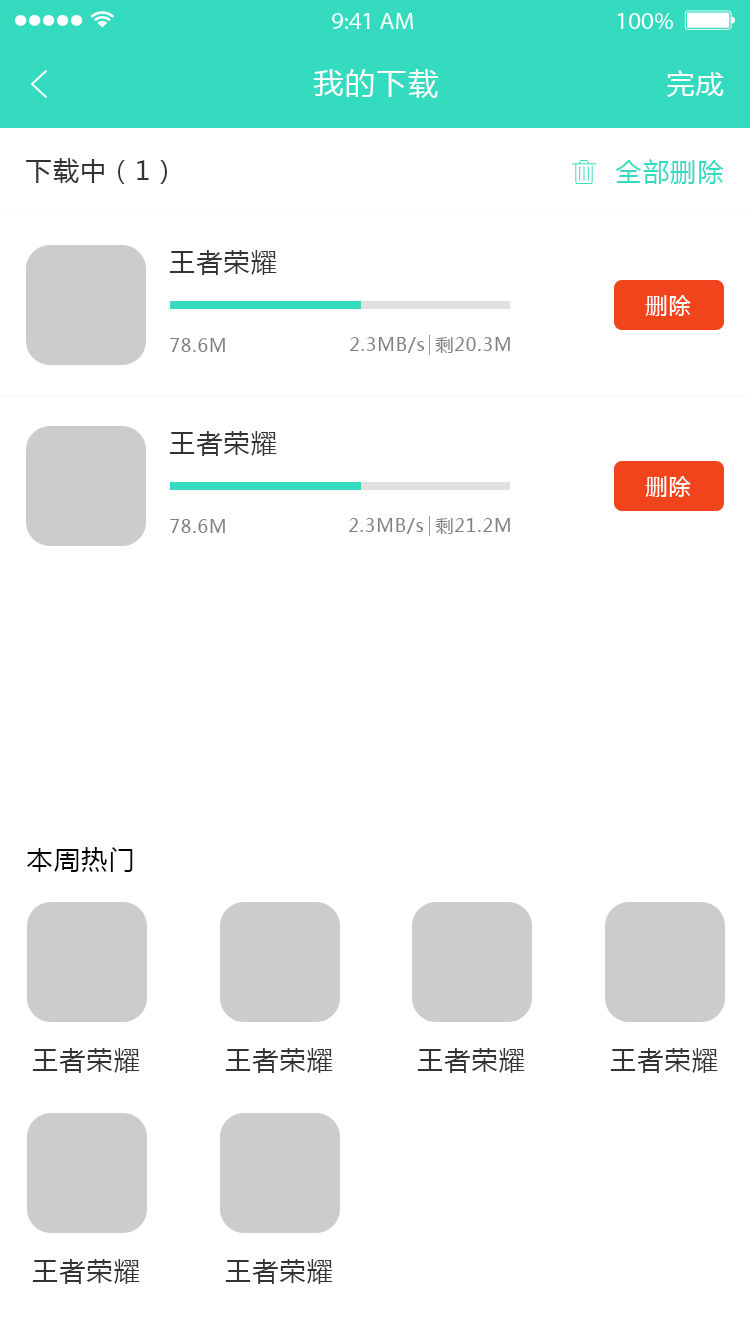 9:41 AM 100%
我的下载 完成
下载中（1） 全部删除
王者荣耀
删除
78.6M 2.3MB/s|剩20.3M
王者荣耀
删除
78.6M 2.3MB/s|剩21.2M
本周热门
王者荣耀 王者荣耀 王者荣耀 王者荣耀
王者荣耀 王者荣耀